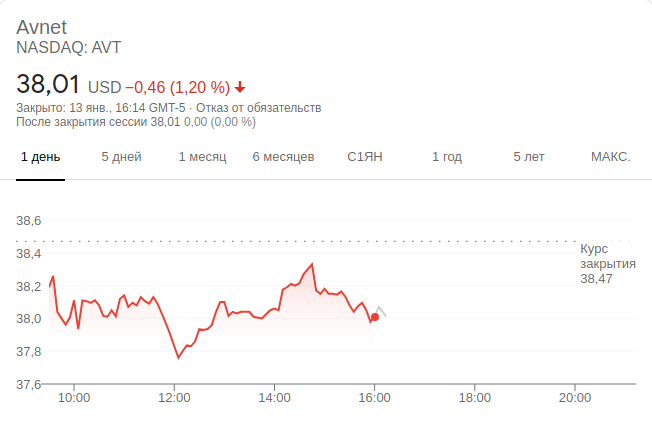 Avnet
NASDAQ: AVT
38,01 USD −0,46 (1,20 %)
Закрыто: 13 янв., 16:14 GMT-5 · Отказ от обязательств
После закрытия сессии 38,01 0,00 (0,00 %)
1 день 5 дней 1 месяц 6 месяцев С1ЯН 1 год 5 лет МАКС.
38,6
38,4
38,2
38,0
37,8
37,6
Курс
закрытия
38,47
10:00 12:00 14:00 16:00 18:00 20:00